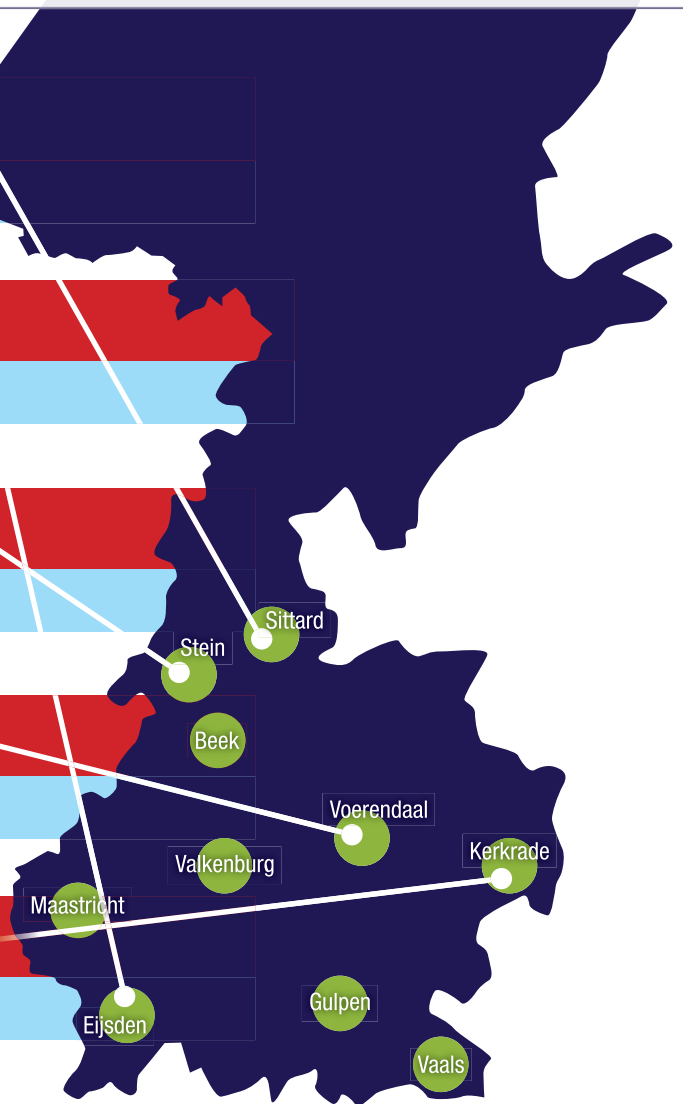 Sittard
Stein
Beek
Voerendaal
Kerkrade
Valkenburg
Maastricht
Gulpen
Eijsden
Vaals